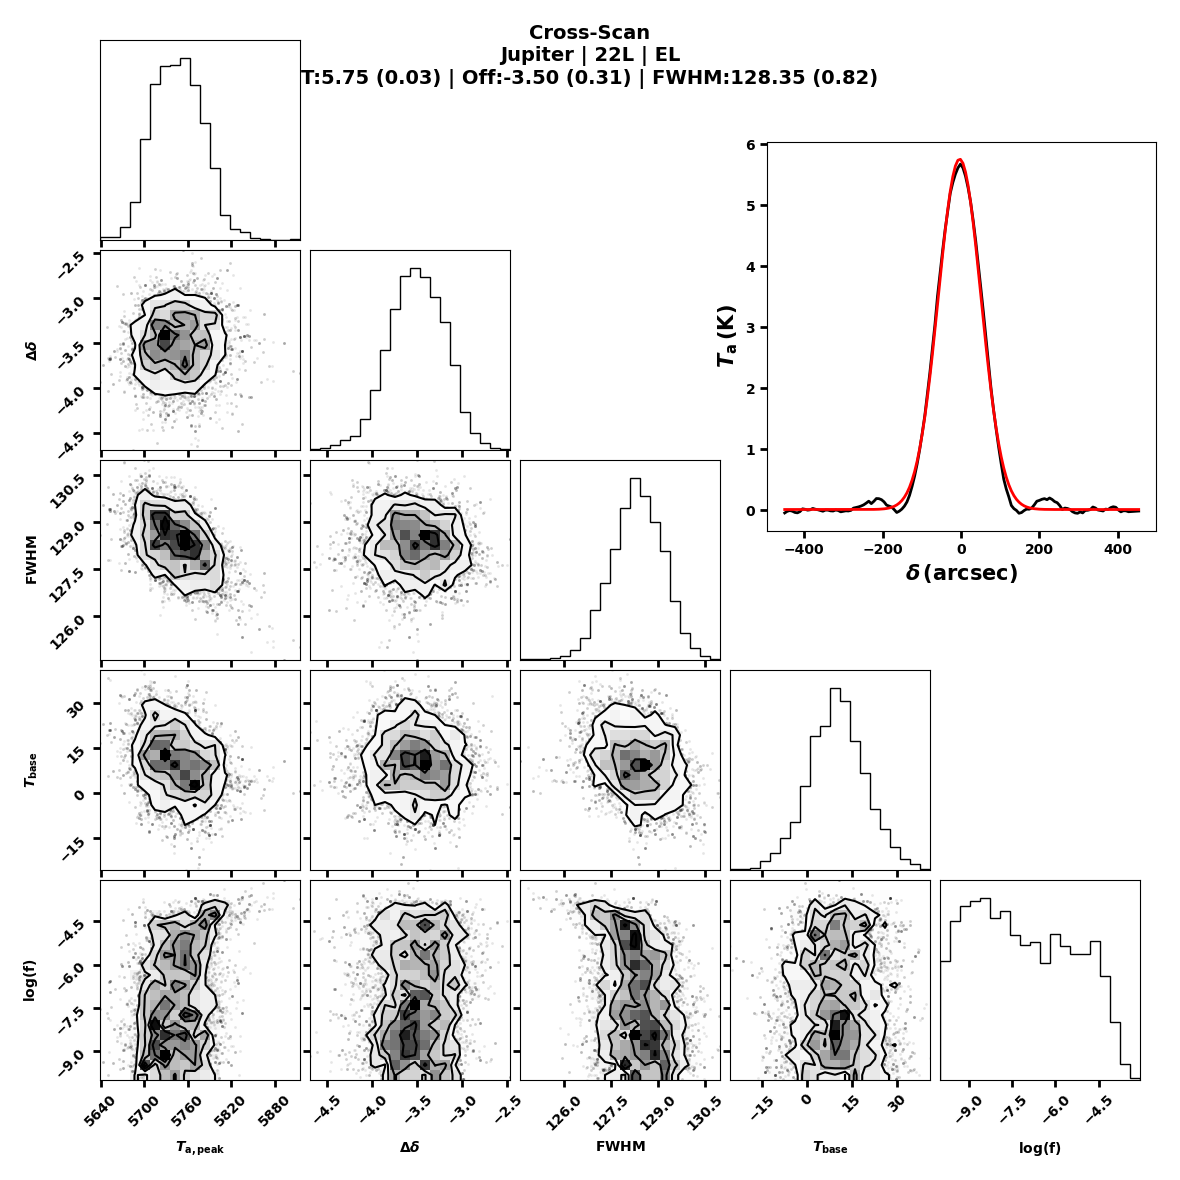 Cross-Scan
Jupiter | 22L | EL
T:5.75 (0.03) | Off:-3.50 (0.31) | FWHM:128.35 (0.82)
6
5
4
3
2
1
0
Ta (K)
−400 −200 0 200 400
δ (arcsec)
−2.5
−3.0
−3.5
−4.0
−4.5
Δδ
130.5
129.0
127.5
126.0
FWHM
30
15
0
−15
Tbase
−4.5
−6.0
−7.5
−9.0
log(f)
5640 5700 5760 5820 5880
−4.5 −4.0 −3.5 −3.0 −2.5
126.0 127.5 129.0 130.5
−15 0 15 30
−9.0 −7.5 −6.0 −4.5
Ta,peak
Δδ
FWHM
Tbase
log(f)